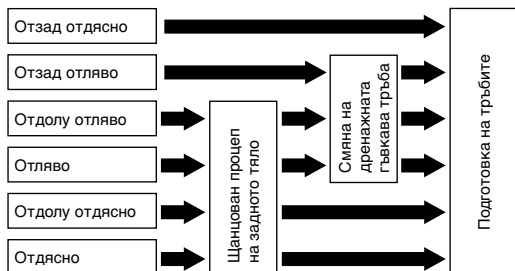 Отзад отдясно
Отзад отляво
Отдолу отляво
Отляво
Отдолу отдясно
Отдясно
Щанцован процеп
на задното тяло
Смяна на
дренажната
гъвкава тръба
Подготовка на тръбите